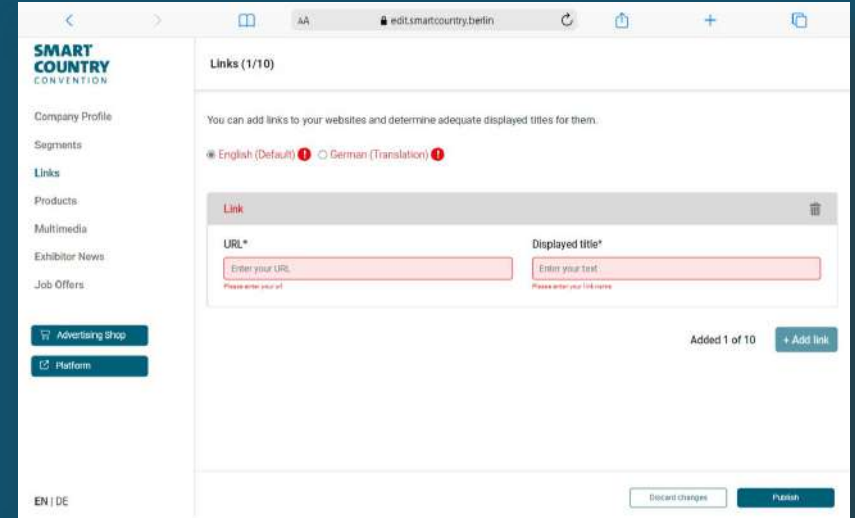 AA edit.smartcountry.berlin
SMART
COUNTRY
CONVENTION
Company Profile
Segments
Links
Products
Multimedia
Exhibitor News
Job Offers
Advertising Shop
Platform
EN | DE
Links (1/10)
You can add links to your websites and determine adequate displayed titles for them.
English (Default) ! German (Translation) !
Link
URL* Displayed title*
Enter your URL Enter your text
Please enter your url Please enter your link name
Added 1 of 10 + Add link
Discard changes Publish